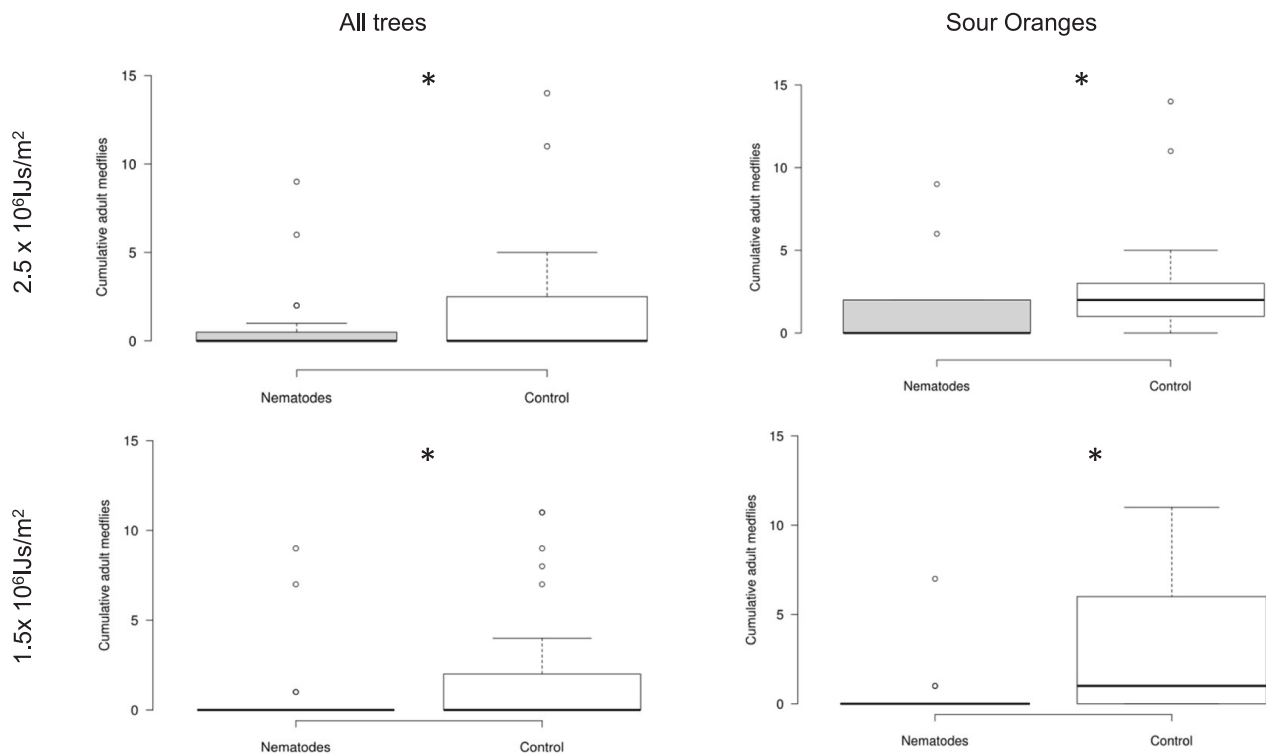 All trees
Sour Oranges
2.5 x 10⁶IJs/m²
Cumulative adult medflies
15
10
5
0
*
Nematodes
Control
Cumulative adult medflies
15
10
5
0
*
Nematodes
Control
1.5x 10⁶IJs/m²
Cumulative adult medflies
15
10
5
0
*
Nematodes
Control
Cumulative adult medflies
15
10
5
0
*
Nematodes
Control